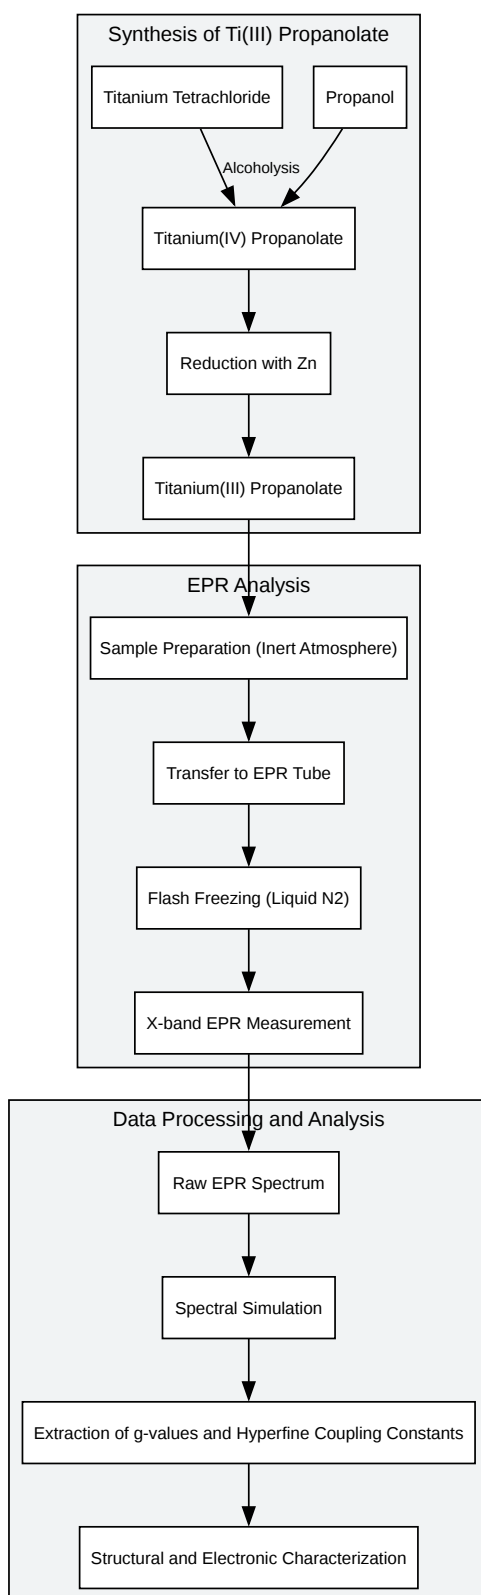 Synthesis of Ti(III) Propanolate
Titanium Tetrachloride
Propanol
Alcoholysis
Titanium(IV) Propanolate
Reduction with Zn
Titanium(III) Propanolate
EPR Analysis
Sample Preparation (Inert Atmosphere)
Transfer to EPR Tube
Flash Freezing (Liquid N2)
X-band EPR Measurement
Data Processing and Analysis
Raw EPR Spectrum
Spectral Simulation
Extraction of g-values and Hyperfine Coupling Constants
Structural and Electronic Characterization